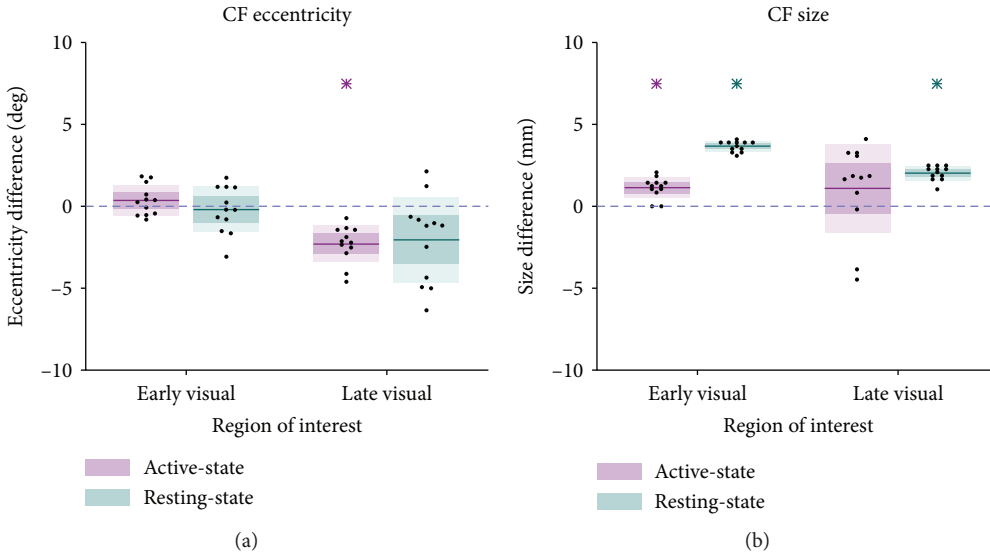 CF eccentricity
10
5
0
−5
−10
Eccentricity difference (deg)
Early visual
Late visual
Region of interest
Active-state
Resting-state
(a)
CF size
10
5
0
−5
−10
Size difference (mm)
Early visual
Late visual
Region of interest
Active-state
Resting-state
(b)